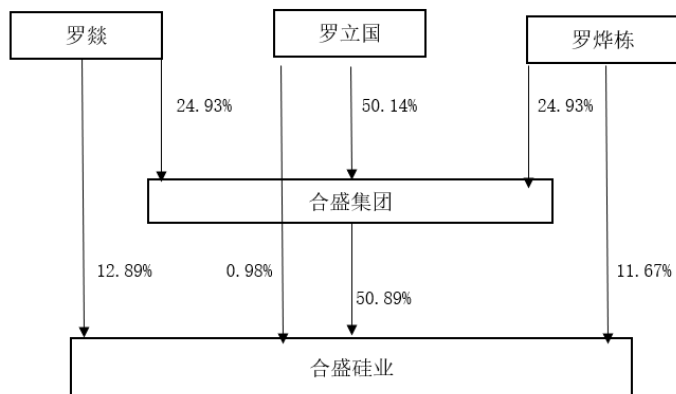 罗燚
罗立国
罗烨栋
24.93%
50.14%
24.93%
合盛集团
12.89%
0.98%
11.67%
50.89%
合盛硅业